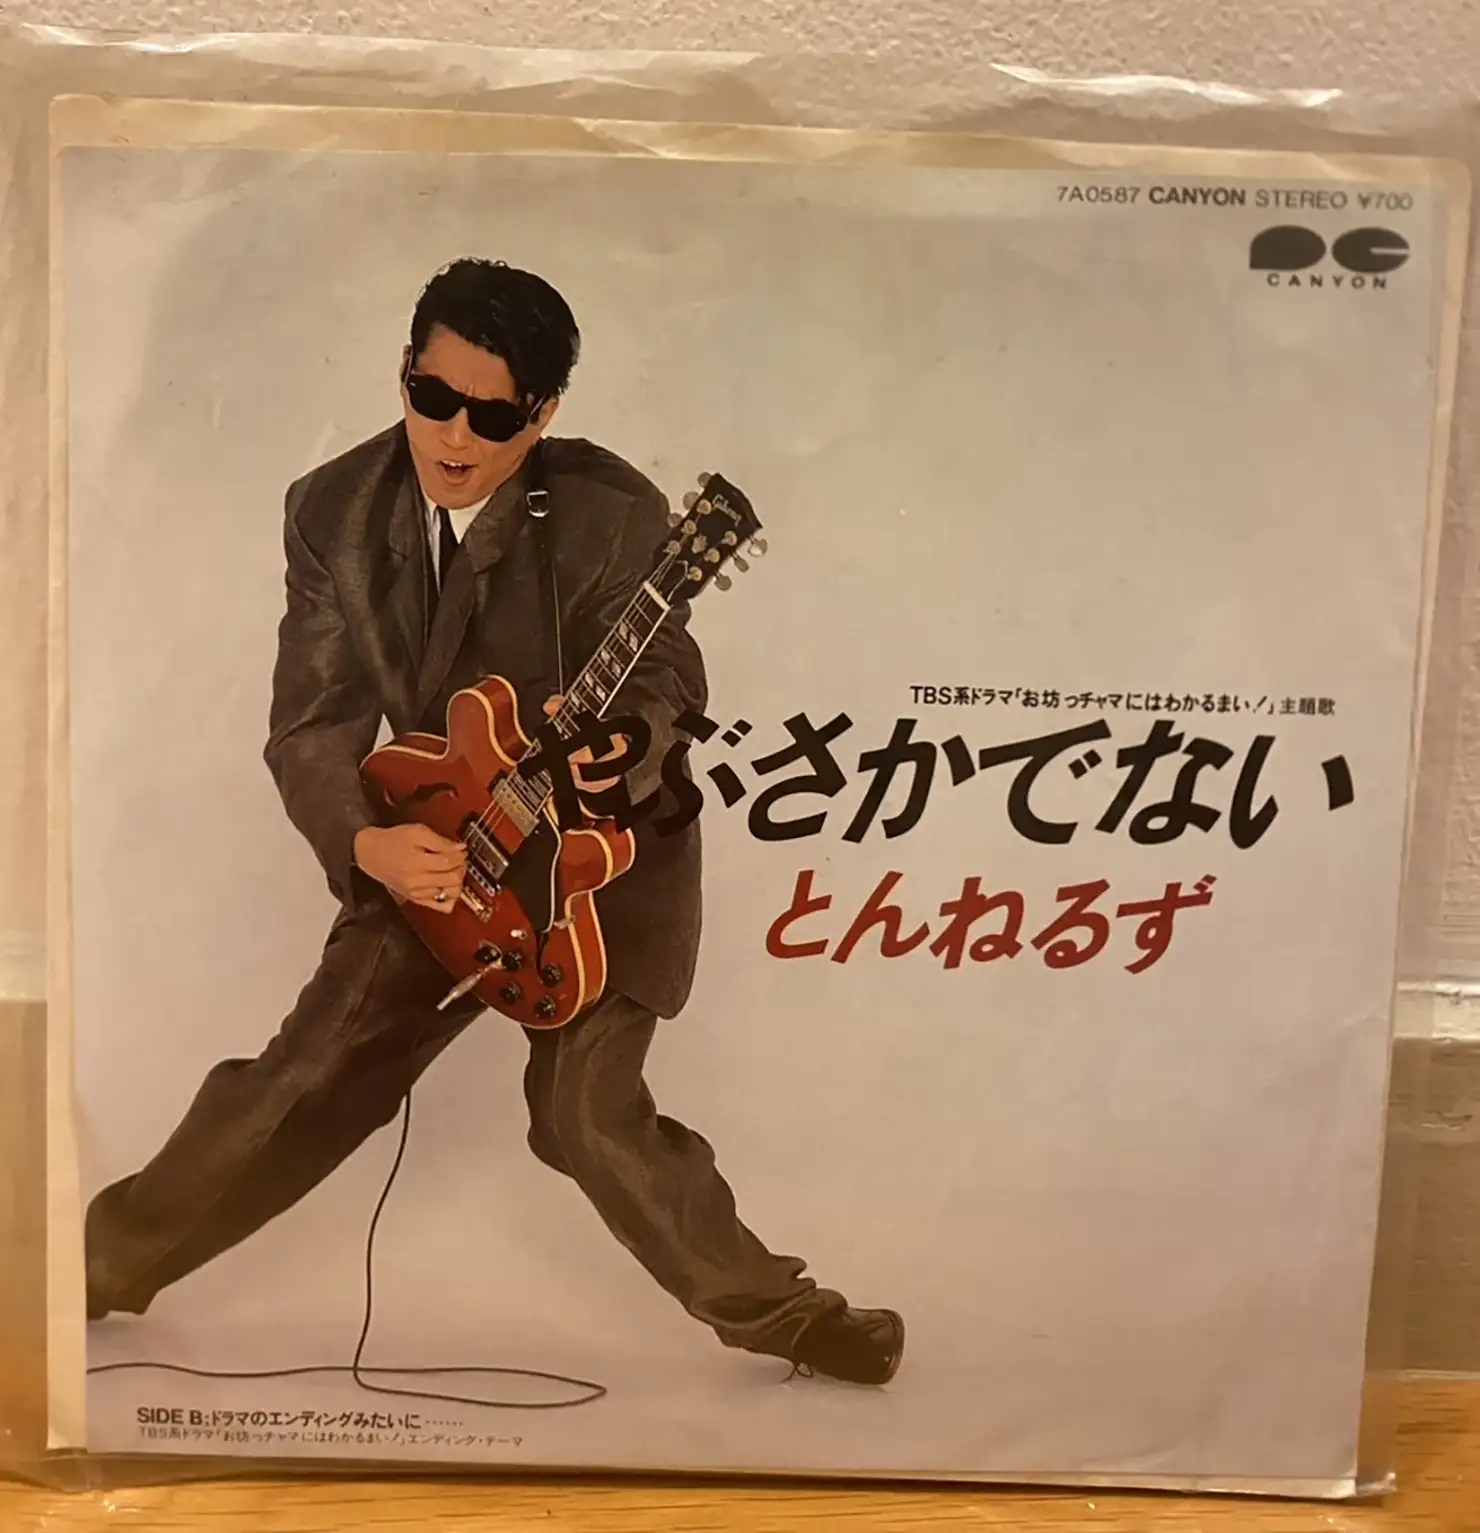 7A0587 CANYON STEREO ¥700
CANYON
Gibson
TBS系ドラマ「お坊っチャマにはわかるまい!」主題歌
やぶさかでない
とんねるず
SIDE B:ドラマのエンディングみたいに……
TBS系ドラマ「お坊っチャマにはわかるまい!」エンディング・テーマ